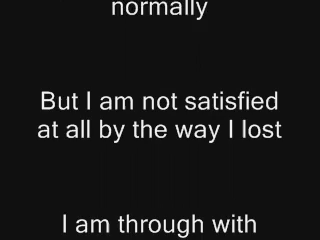 normally
But I am not satisfied
at all by the way I lost
I am through with